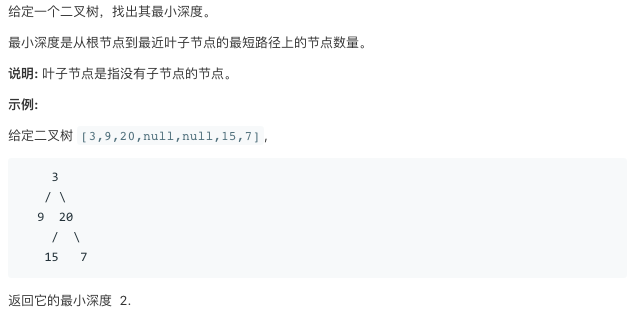 给定一个二叉树，找出其最小深度。
最小深度是从根节点到最近叶子节点的最短路径上的节点数量。
说明: 叶子节点是指没有子节点的节点。
示例:
给定二叉树 [3,9,20,null,null,15,7],
3
/ \
9  20
/  \
15   7
返回它的最小深度  2.